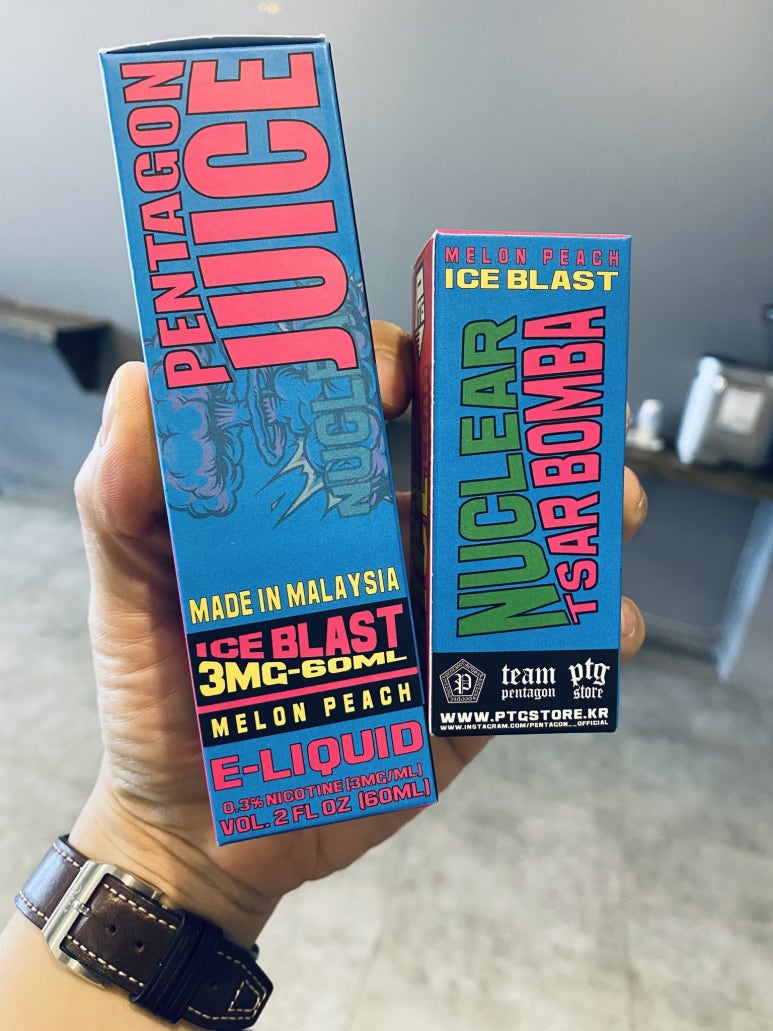 PENTAGON
JUICE
NUCLEAR
MADE IN MALAYSIA
ICE BLAST
3MG-60ML
MELON PEACH
E-LIQUID
0.3% NICOTINE (3MG/ML)
VOL. 2 FL OZ (60ML)
MELON PEACH
ICE BLAST
NUCLEAR
TSAR BOMBA
P
team
pentagon
ptg
store
WWW.PTGSTORE.KR
WWW.INSTAGRAM.COM/PENTAGON__OFFICIAL